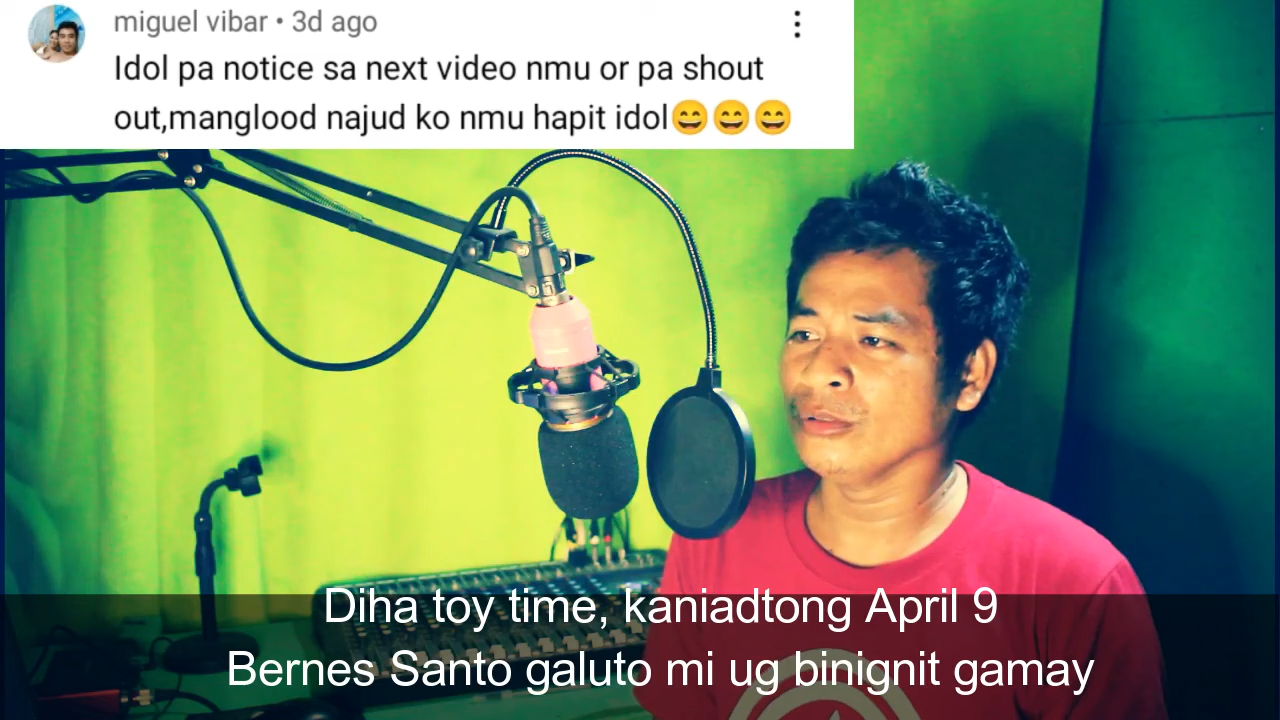 miguel vibar • 3d ago
Idol pa notice sa next video nmu or pa shout
out,manglood najud ko nmu hapit idol😄😄😄
Diha toy time, kaniadtong April 9
Bernes Santo galuto mi ug binignit gamay